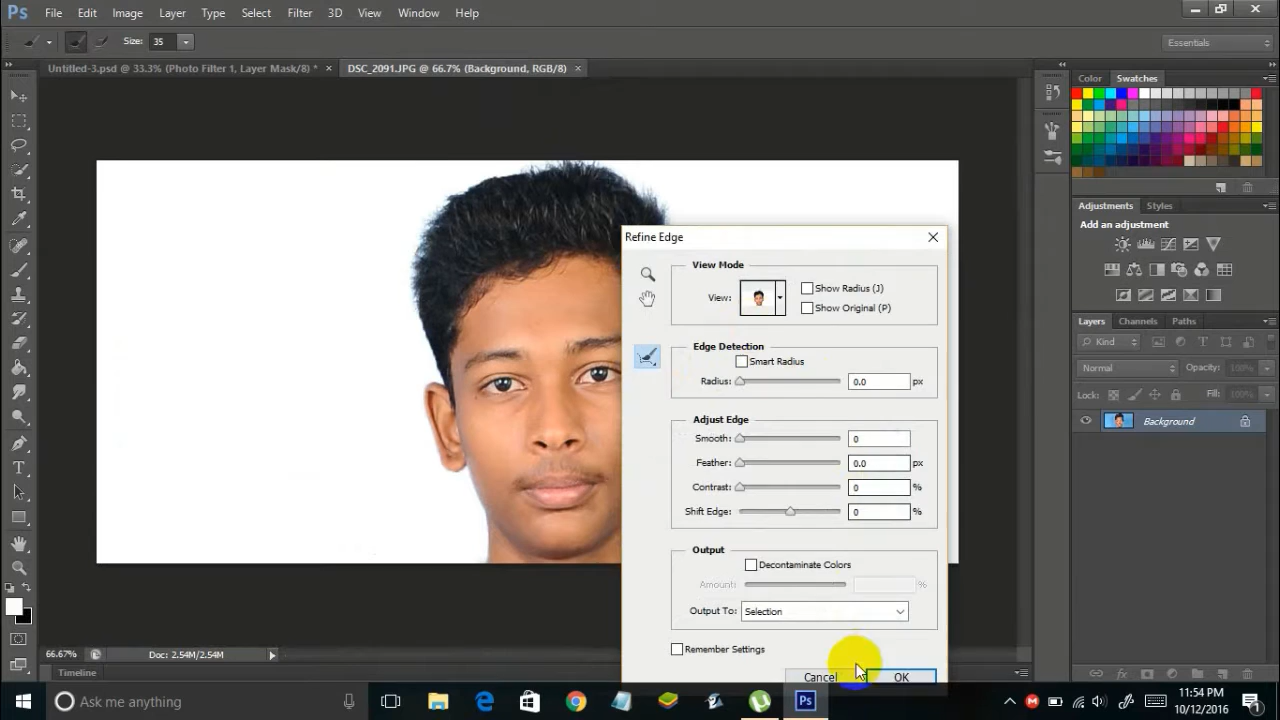 Ps File Edit Image Layer Type Select Filter 3D View Window Help
Size: 35
Essentials
Untitled-3.psd @ 33.3% (Photo Filter 1, Layer Mask/8) * ×
DSC_2091.JPG @ 66.7% (Background, RGB/8) ×
Color Swatches
Adjustments Styles
Add an adjustment
Layers Channels Paths
Kind
Normal Opacity: 100%
Lock: Fill: 100%
Background
Refine Edge
View Mode
View:
Show Radius (J)
Show Original (P)
Edge Detection
Smart Radius
Radius: 0.0 px
Adjust Edge
Smooth: 0
Feather: 0.0 px
Contrast: 0 %
Shift Edge: 0 %
Output
Decontaminate Colors
Amount: %
Output To: Selection
Remember Settings
Cancel OK
66.67% Doc: 2.54M/2.54M
Timeline
Ask me anything
Ps
11:54 PM
10/12/2016
1